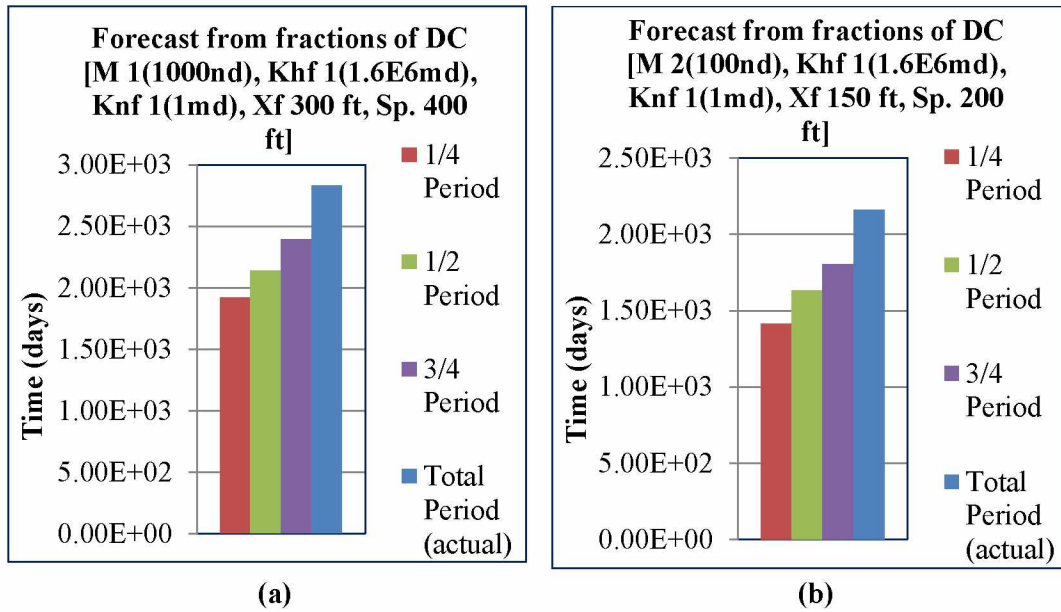 Forecast from fractions of DC
[M 1(1000nd), Khf 1(1.6E6md),
Knf 1(1md), Xf 300 ft, Sp. 400
ft]
3.00E+03
2.50E+03
2.00E+03
1.50E+03
1.00E+03
5.00E+02
0.00E+00
Time (days)
1/4
Period
1/2
Period
3/4
Period
Total
Period
(actual)
(a)
Forecast from fractions of DC
[M 2(100nd), Khf 1(1.6E6md),
Knf 1(1md), Xf 150 ft, Sp. 200
ft]
2.50E+03
2.00E+03
1.50E+03
1.00E+03
5.00E+02
0.00E+00
Time (days)
1/4
Period
1/2
Period
3/4
Period
Total
Period
(actual)
(b)